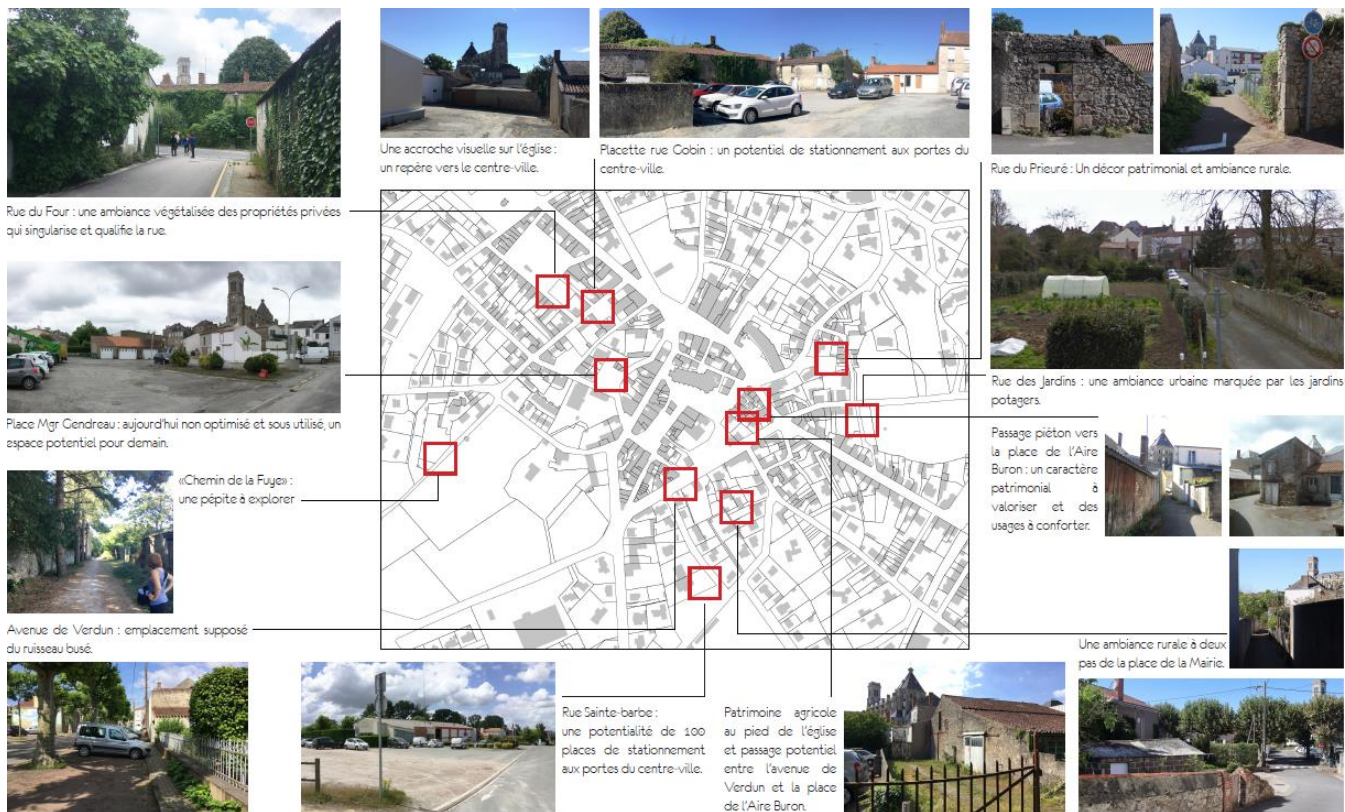 Une accroche visuelle sur l'église :
un repère vers le centre-ville.
Placette rue Gobin : un potentiel de stationnement aux portes du
centre-ville.
Rue du Prieuré : Un décor patrimonial et ambiance rurale.
Rue du Four : une ambiance végétalisée des propriétés privées
qui singularise et qualifie la rue.
Rue des Jardins : une ambiance urbaine marquée par les jardins
potagers.
Place Mgr Gendreau : aujourd'hui non optimisé et sous utilisé, un
espace potentiel pour demain.
Passage piéton vers
la place de l'Aire
Buron : un caractère
patrimonial à
valoriser et des
usages à conforter.
«Chemin de la Fuye» :
une pépite à explorer
Avenue de Verdun : emplacement supposé
du ruisseau busé.
Une ambiance rurale à deux
pas de la place de la Mairie.
Rue Sainte-barbe :
une potentialité de 100
places de stationnement
aux portes du centre-ville.
Patrimoine agricole
au pied de l'église
et passage potentiel
entre l'avenue de
Verdun et la place
de l'Aire Buron.